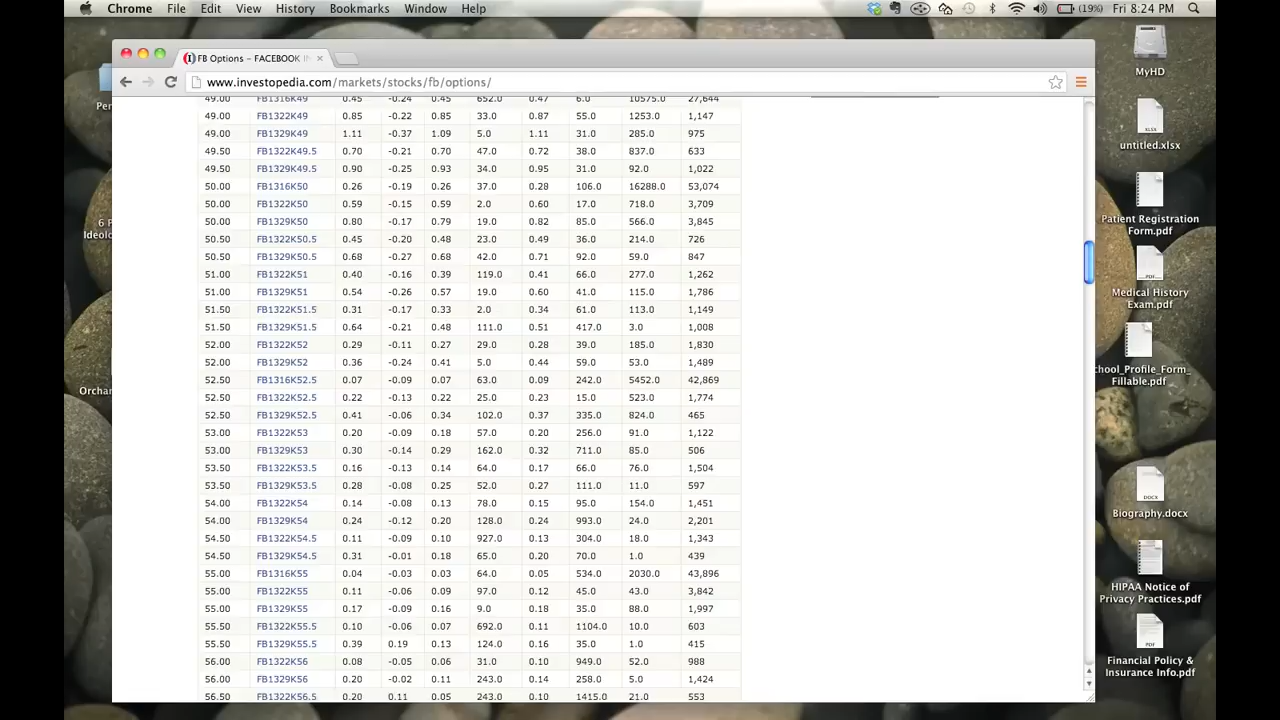 Chrome File Edit View History Bookmarks Window Help (19%) Fri 8:24 PM
FB Options – FACEBOOK I
www.investopedia.com/markets/stocks/fb/options/
49.00 FB1316K49 0.45 -0.24 0.45 652.0 0.47 6.0 10575.0 27,644
49.00 FB1322K49 0.85 -0.22 0.85 33.0 0.87 55.0 1253.0 1,147
49.00 FB1329K49 1.11 -0.37 1.09 5.0 1.11 31.0 285.0 975
49.50 FB1322K49.5 0.70 -0.21 0.70 47.0 0.72 38.0 837.0 633
49.50 FB1329K49.5 0.90 -0.25 0.93 34.0 0.95 31.0 92.0 1,022
50.00 FB1316K50 0.26 -0.19 0.26 37.0 0.28 106.0 16288.0 53,074
50.00 FB1322K50 0.59 -0.15 0.59 2.0 0.60 17.0 718.0 3,709
50.00 FB1329K50 0.80 -0.17 0.79 19.0 0.82 85.0 566.0 3,845
50.50 FB1322K50.5 0.45 -0.20 0.48 23.0 0.49 36.0 214.0 726
50.50 FB1329K50.5 0.68 -0.27 0.68 42.0 0.71 92.0 59.0 847
51.00 FB1322K51 0.40 -0.16 0.39 119.0 0.41 66.0 277.0 1,262
51.00 FB1329K51 0.54 -0.26 19.0 0.60 41.0 115.0 1,786
51.50 FB1322K51.5 0.31 -0.17 0.33 2.0 0.34 61.0 113.0 1,149
51.50 FB1329K51.5 0.64 -0.21 0.48 111.0 0.51 417.0 3.0 1,008
52.00 FB1322K52 0.29 -0.11 0.27 29.0 0.28 39.0 185.0 1,830
52.00 FB1329K52 0.36 -0.24 0.41 5.0 0.44 59.0 53.0 1,489
52.50 FB1316K52.5 0.07 -0.09 0.07 63.0 0.09 242.0 5452.0 42,869
52.50 FB1322K52.5 0.22 -0.13 0.22 25.0 0.23 15.0 523.0 1,774
52.50 FB1329K52.5 0.41 -0.06 0.34 102.0 0.37 335.0 824.0 465
53.00 FB1322K53 0.20 -0.09 0.18 57.0 0.20 256.0 91.0 1,122
53.00 FB1329K53 0.30 -0.14 0.29 162.0 0.32 711.0 85.0 506
53.50 FB1322K53.5 0.16 -0.13 0.14 64.0 0.17 66.0 76.0 1,504
53.50 FB1329K53.5 0.28 -0.08 52.0 0.27 111.0 11.0 597
54.00 FB1322K54 0.14 -0.08 0.13 78.0 0.15 95.0 154.0 1,451
54.00 FB1329K54 0.24 -0.12 0.20 128.0 0.24 993.0 24.0 2,201
54.50 FB1322K54.5 0.11 -0.09 0.10 927.0 0.13 304.0 18.0 1,343
54.50 FB1329K54.5 0.31 -0.01 65.0 0.20 70.0 1.0 439
55.00 FB1316K55 0.04 -0.03 0.03 64.0 0.05 534.0 2030.0 43,896
55.00 FB1322K55 0.11 -0.06 0.09 97.0 0.12 45.0 43.0 3,842
55.00 FB1329K55 0.17 -0.09 0.16 9.0 0.18 35.0 88.0 1,997
55.50 FB1322K55.5 0.10 -0.06 0.07 692.0 0.11 1104.0 10.0 603
55.50 FB1329K55.5 0.39 0.19 0.13 124.0 0.16 35.0 1.0 415
56.00 FB1322K56 0.08 -0.05 0.06 31.0 0.10 949.0 52.0 988
56.00 FB1329K56 0.20 -0.02 0.11 243.0 0.14 258.0 5.0 1,424
56.50 FB1322K56.5 0.20 0.11 0.05 243.0 0.10 1415.0 21.0 553
MyHD
XLSX
untitled.xlsx
Patient Registration
Form.pdf
PDF
Medical History
Exam.pdf
chool_Profile_Form_
Fillable.pdf
DOCX
Biography.docx
HIPAA Notice of
Privacy Practices.pdf
PDF
Financial Policy &
Insurance Info.pdf
Per
6 P
Ideolo
Orchar